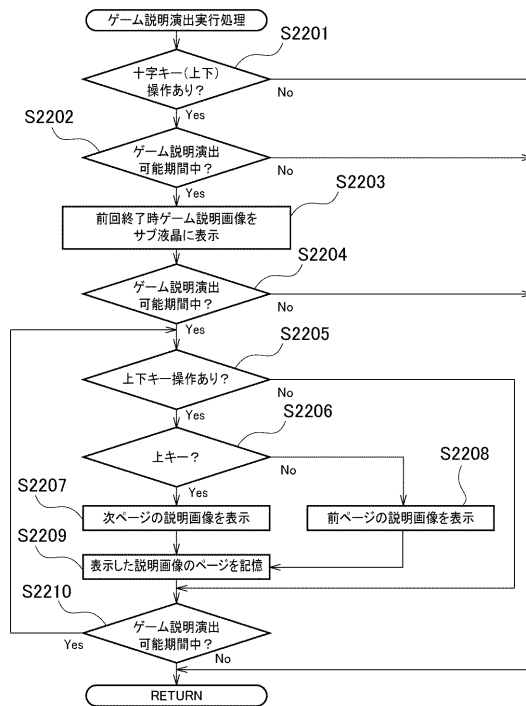 ゲーム説明演出実行処理
S2201
十字キー(上下)
操作あり?
No
Yes
S2202
ゲーム説明演出
可能期間中?
No
Yes
S2203
前回終了時ゲーム説明画像を
サブ液晶に表示
S2204
ゲーム説明演出
可能期間中?
No
Yes
S2205
上下キー操作あり?
No
Yes
S2206
上キー?
No
Yes
S2207
次ページの説明画像を表示
S2208
前ページの説明画像を表示
S2209
表示した説明画像のページを記憶
S2210
ゲーム説明演出
可能期間中?
Yes
No
RETURN